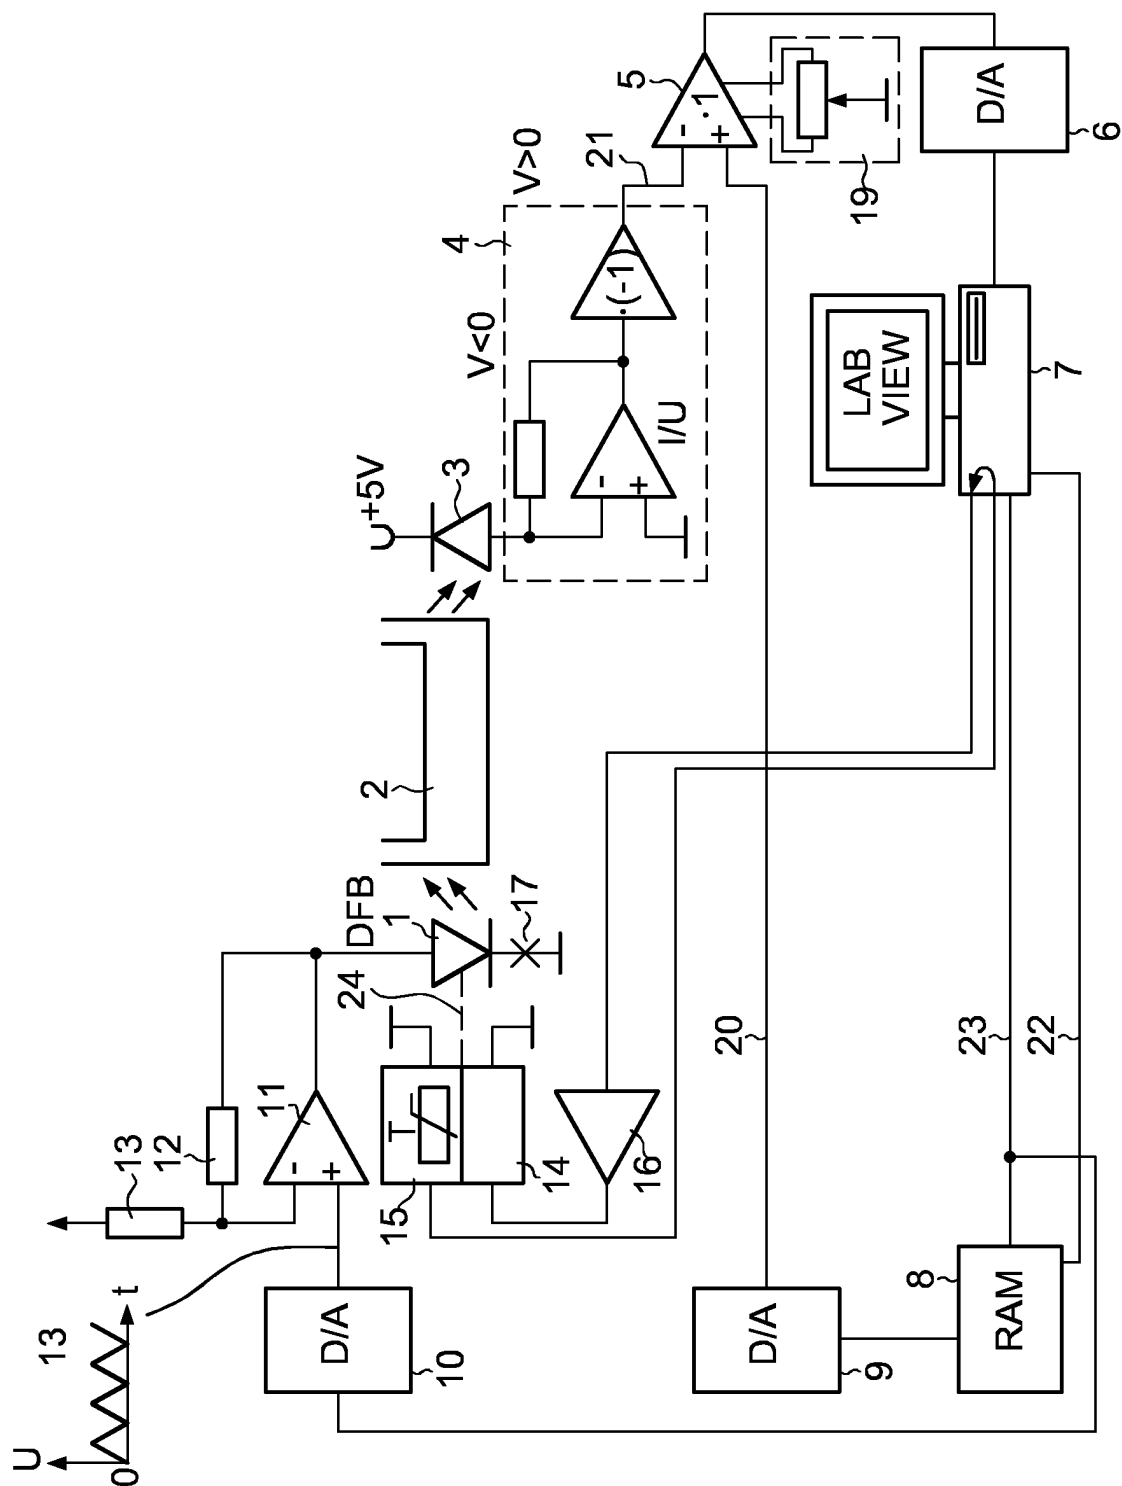 U
0
t
13
13
12
11
D/A
10
DFB
1
24
17
T
15
14
16
2
U+5V
3
V<0
V>0
4
I/U
-
+
·(-1)
21
5
·1
-
+
19
D/A
6
LAB
VIEW
7
20
23
22
D/A
9
RAM
8
-
+